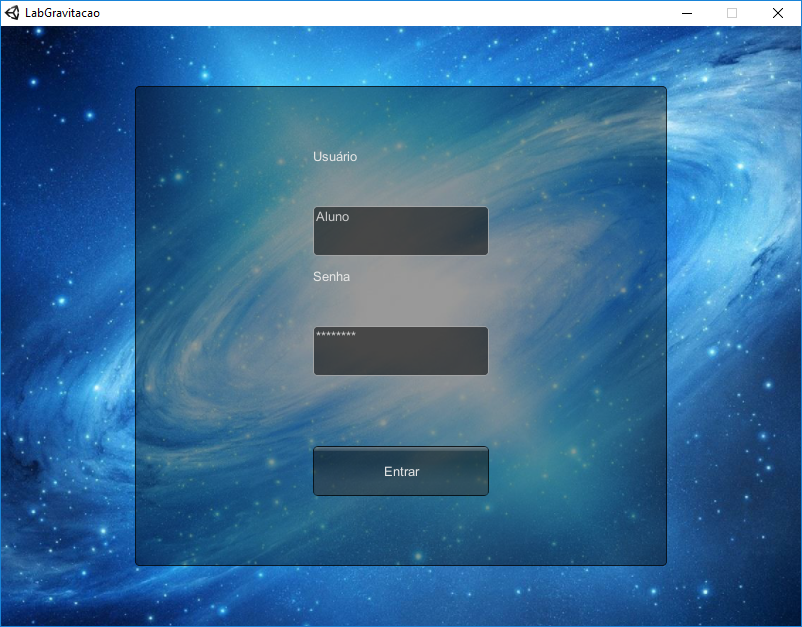 LabGravitacao
Usuário
Aluno
Senha
********
Entrar